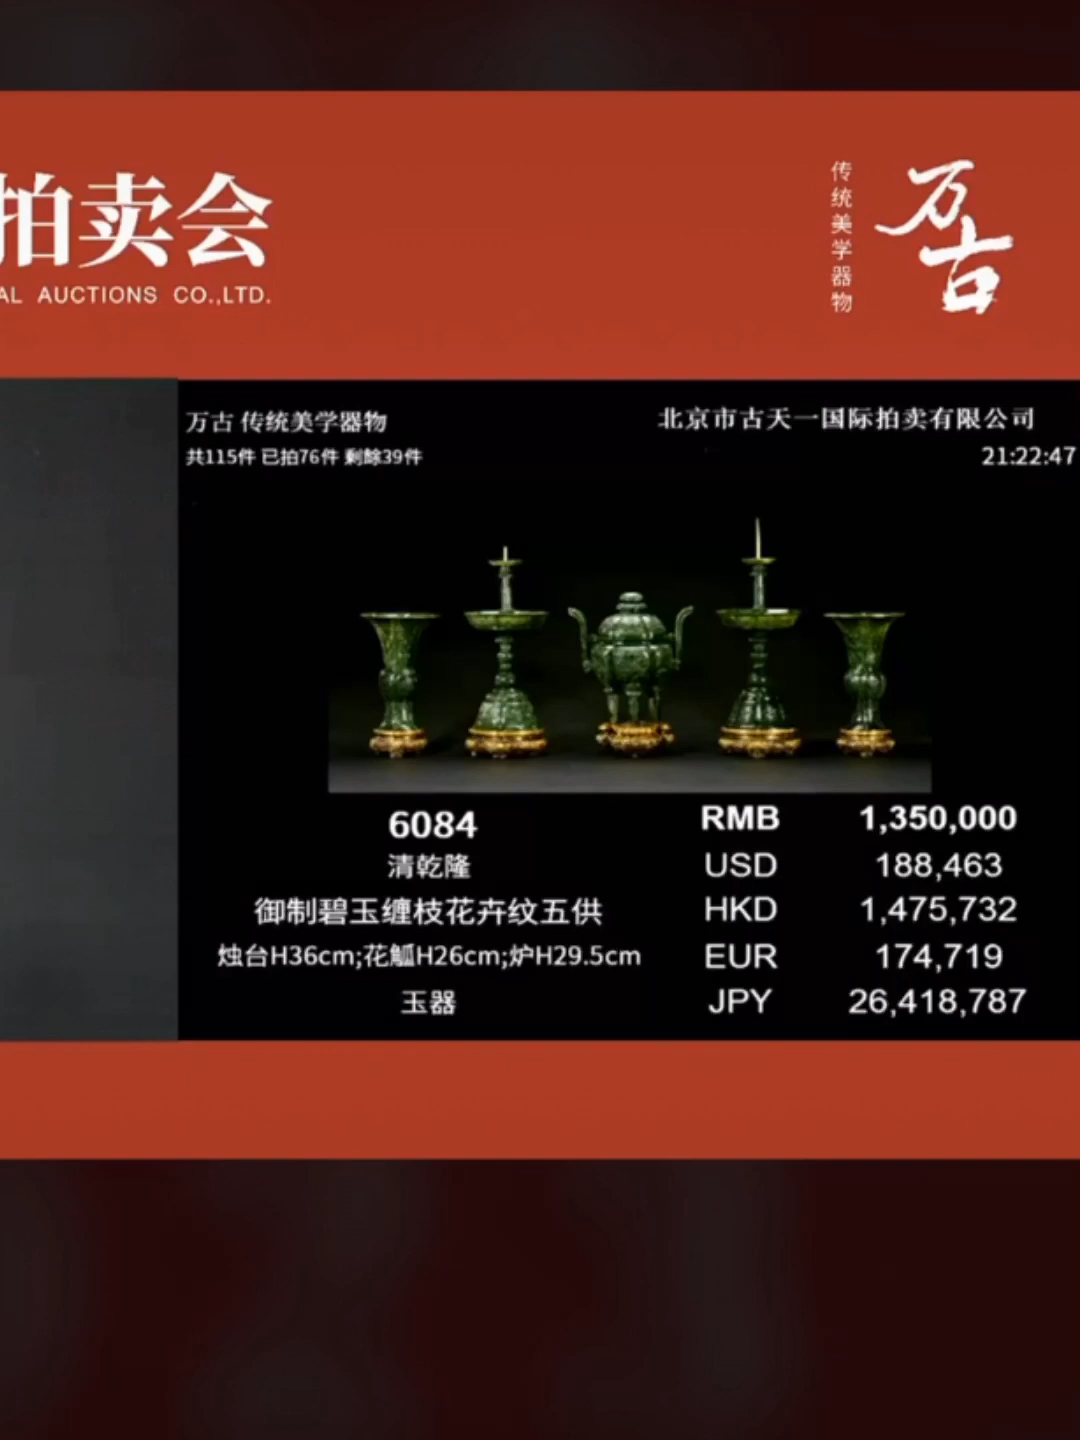 拍卖会
AL AUCTIONS CO.,LTD.
传统美学器物
万古
万古 传统美学器物
共115件 已拍76件 剩餘39件
北京市古天一国际拍卖有限公司
21:22:47
6084
清乾隆
御制碧玉缠枝花卉纹五供
烛台H36cm;花觚H26cm;炉H29.5cm
玉器
RMB 1,350,000
USD 188,463
HKD 1,475,732
EUR 174,719
JPY 26,418,787